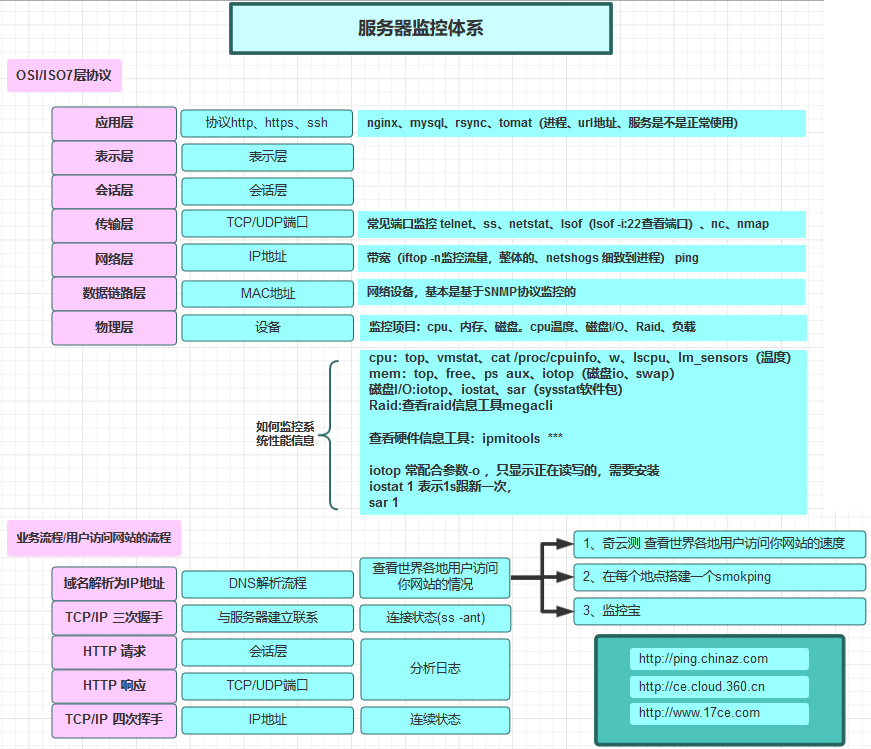 服务器监控体系
OSI/ISO7层协议
应用层 协议http、https、ssh nginx、mysql、rsync、tomat（进程、url地址、服务是不是正常使用）
表示层 表示层
会话层 会话层
传输层 TCP/UDP端口 常见端口监控 telnet、ss、netstat、lsof（lsof -i:22查看端口）、nc、nmap
网络层 IP地址 带宽（iftop -n监控流量，整体的、netshogs 细致到进程） ping
数据链路层 MAC地址 网络设备，基本是基于SNMP协议监控的
物理层 设备 监控项目：cpu、内存、磁盘。cpu温度、磁盘I/O、Raid、负载
如何监控系
统性能信息
cpu：top、vmstat、cat /proc/cpuinfo、w、lscpu、lm_sensors（温度）
mem：top、free、ps aux、iotop（磁盘io、swap）
磁盘I/O:iotop、iostat、sar（sysstat软件包）
Raid:查看raid信息工具megacli
查看硬件信息工具：ipmitools ***
iotop 常配合参数-o ，只显示正在读写的，需要安装
iostat 1 表示1s跟新一次，
sar 1
业务流程/用户访问网站的流程
域名解析为IP地址 DNS解析流程
查看世界各地用户访问
你网站的情况
1、奇云测 查看世界各地用户访问你网站的速度
2、在每个地点搭建一个smokping
3、监控宝
TCP/IP 三次握手 与服务器建立联系 连接状态(ss -ant)
HTTP 请求 会话层
分析日志
HTTP 响应 TCP/UDP端口
TCP/IP 四次挥手 IP地址 连续状态
http://ping.chinaz.com
http://ce.cloud.360.cn
http://www.17ce.com